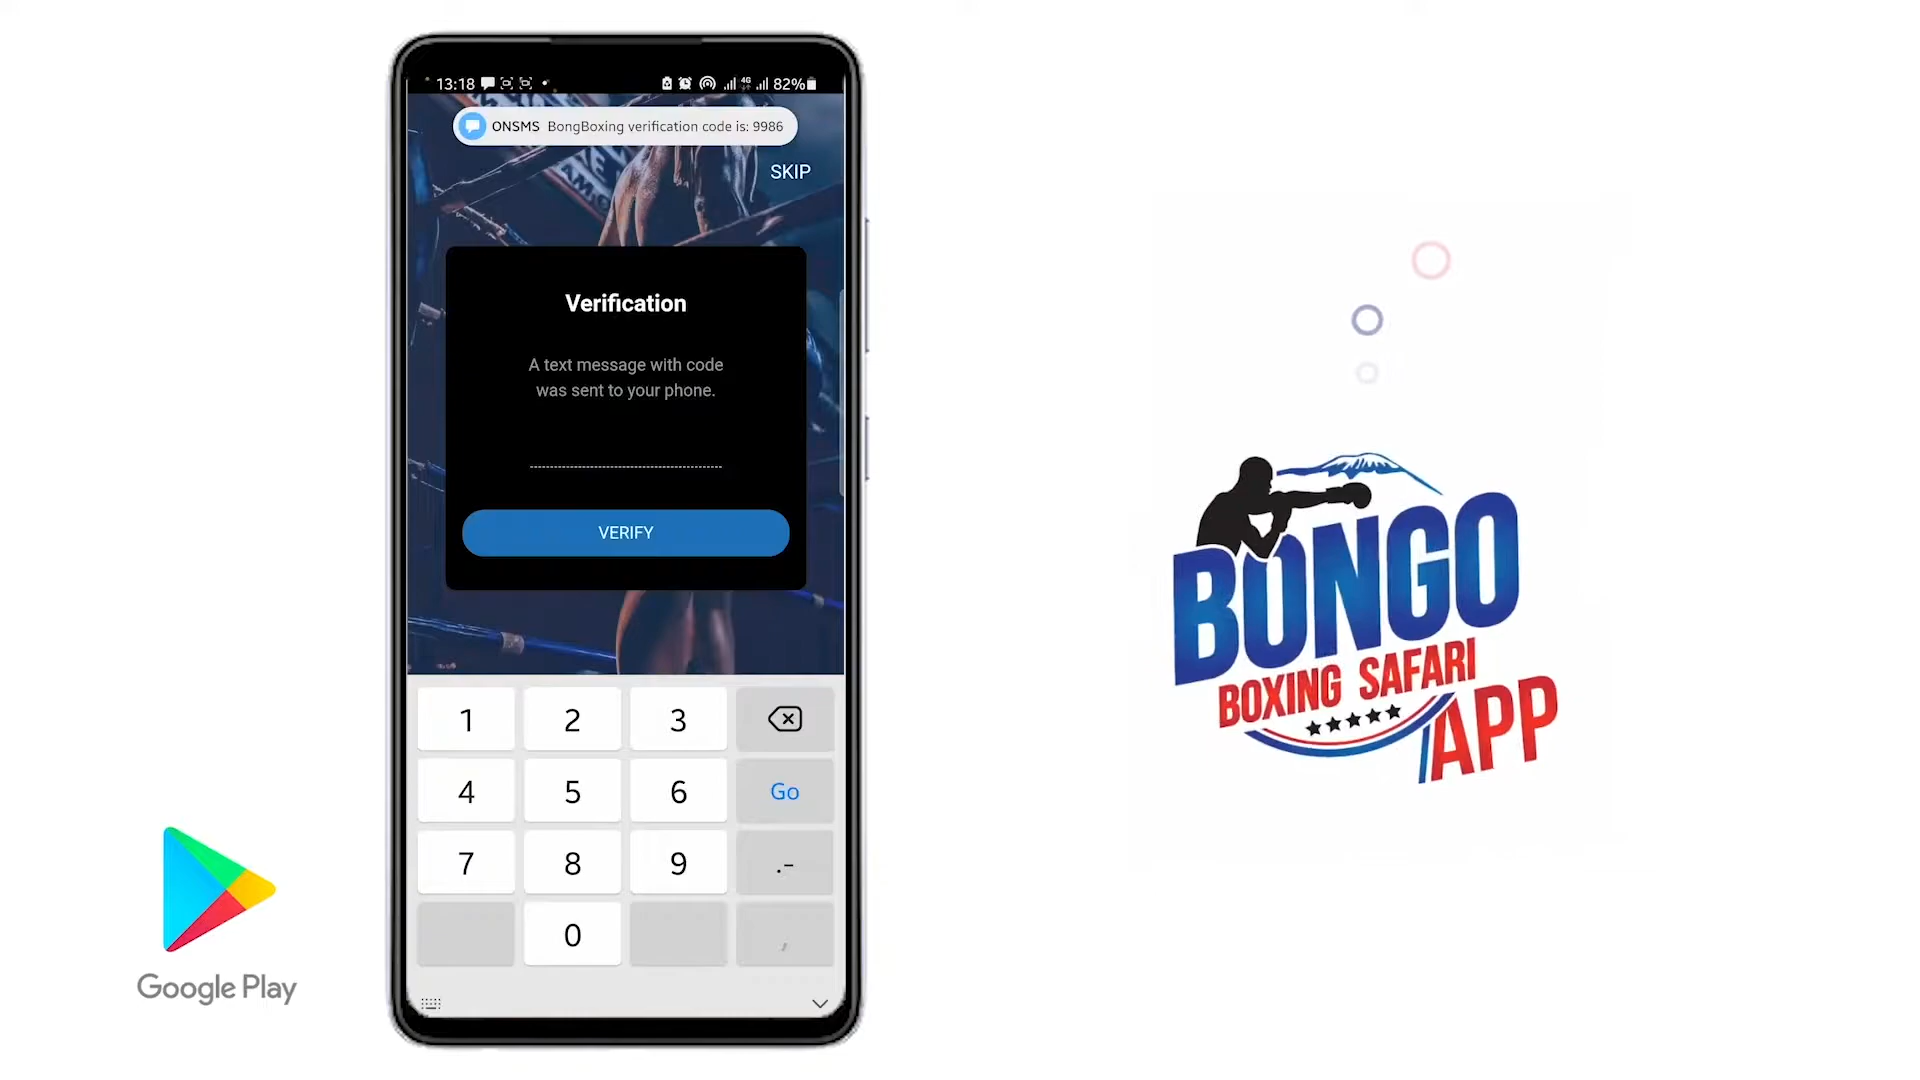 13:18
4G
82%
ONSMS BongBoxing verification code is: 9986
SKIP
Verification
A text message with code
was sent to your phone.
VERIFY
1 2 3
4 5 6 Go
7 8 9 .-
0 ,
Google Play
BONGO
BOXING SAFARI
APP